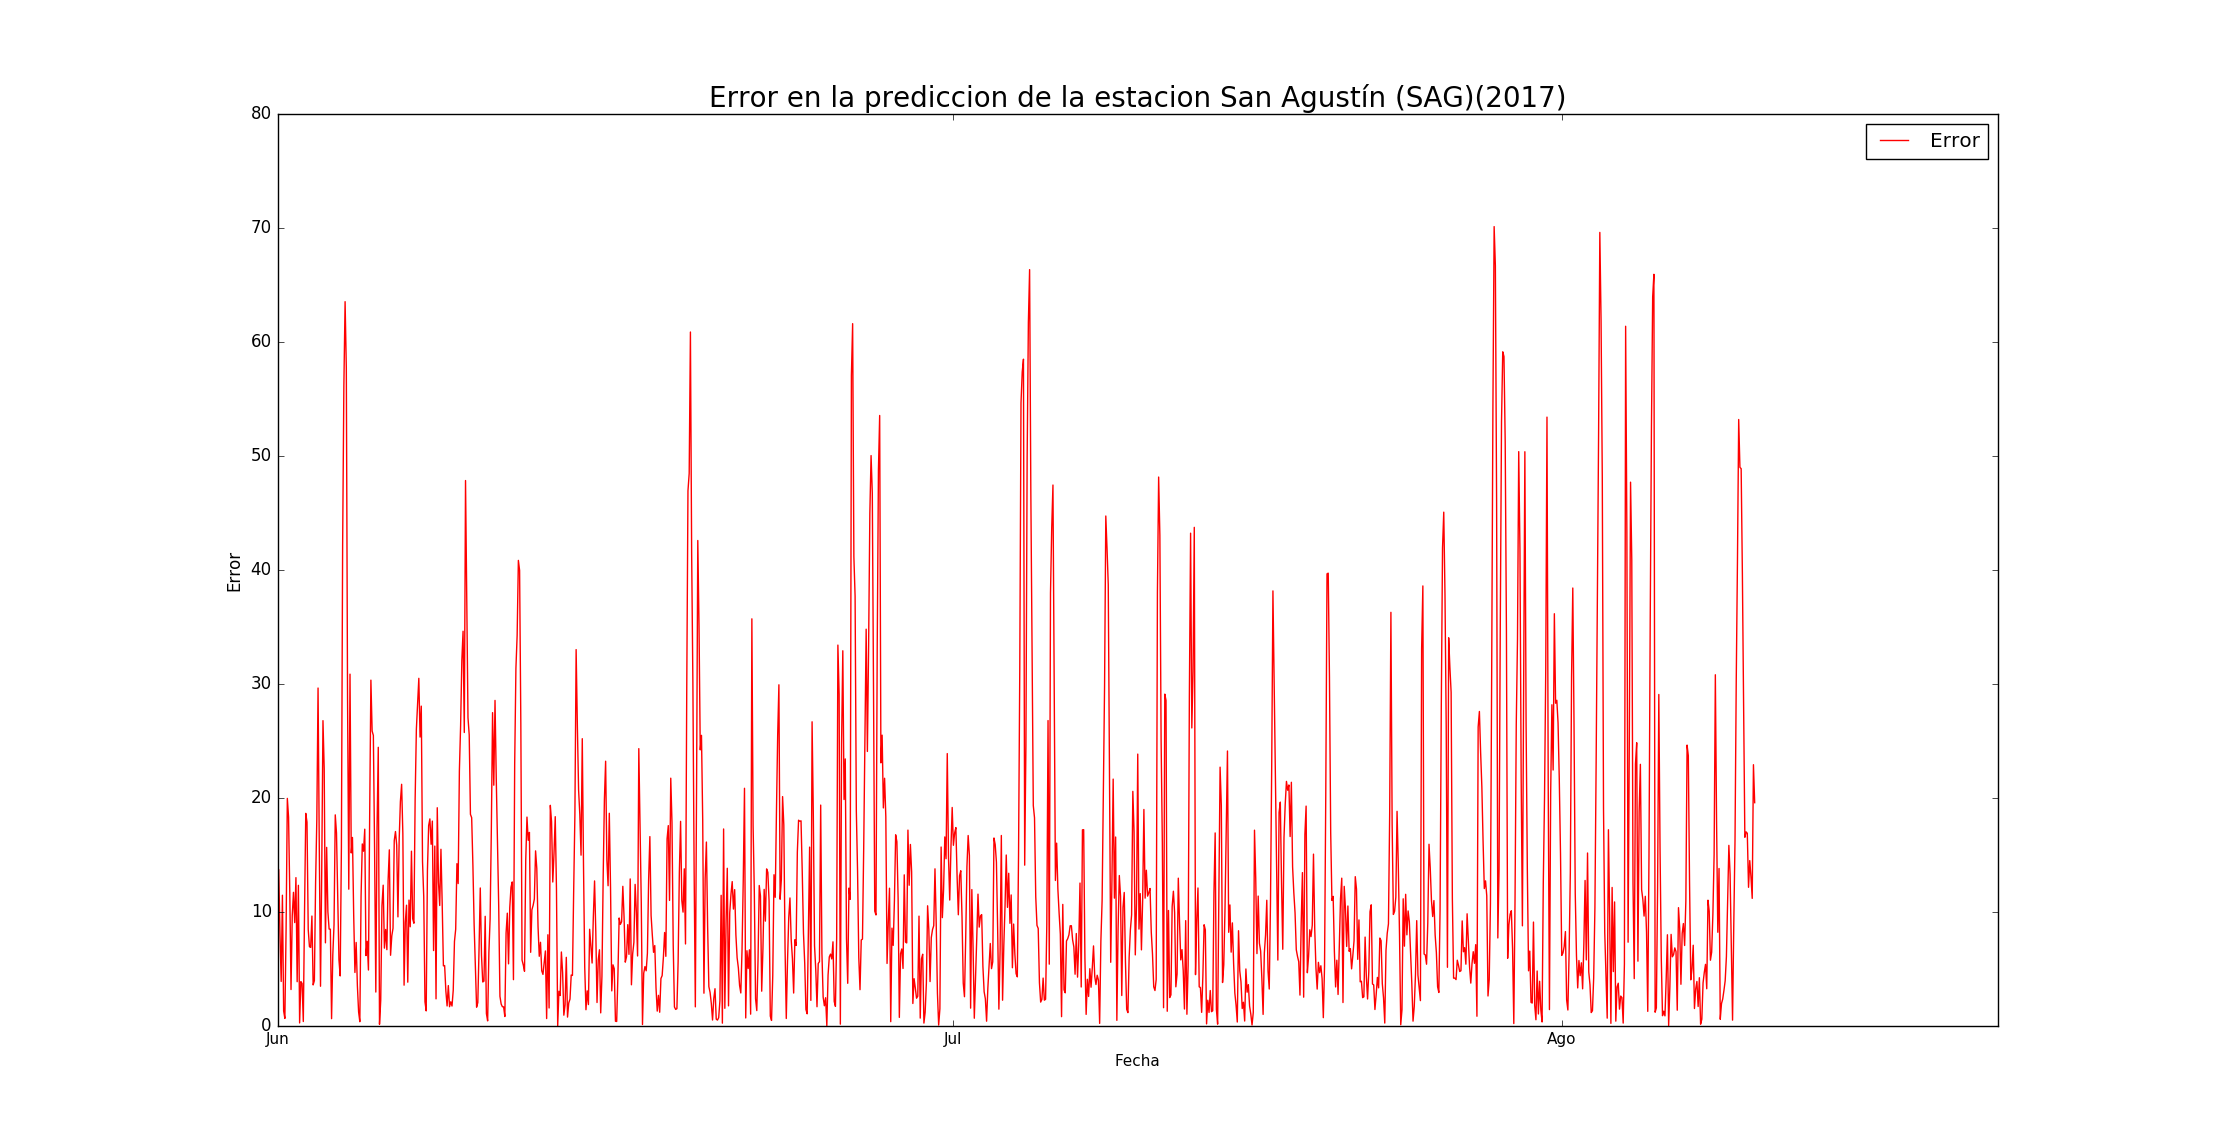 Error en la prediccion de la estacion San Agustín (SAG)(2017)
Error
80
70
60
50
40
30
20
10
0
Error
Jun
Jul
Ago
Fecha